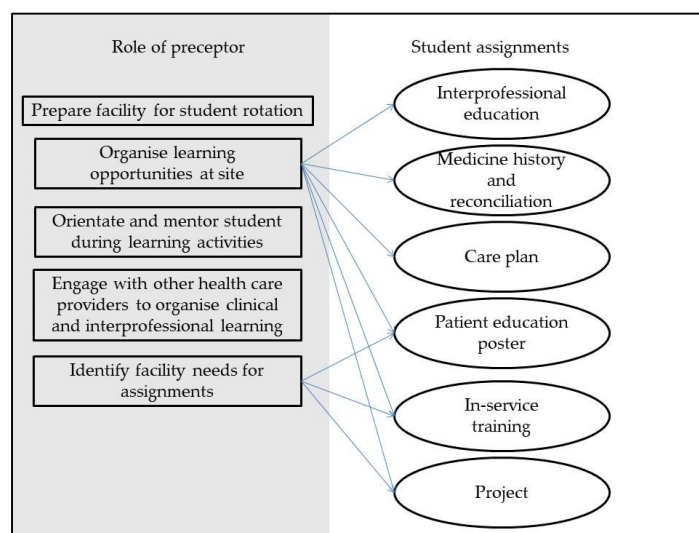 Role of preceptor
Prepare facility for student rotation
Organise learning
opportunities at site
Orientate and mentor student
during learning activities
Engage with other health care
providers to organise clinical
and interprofessional learning
Identify facility needs for
assignments
Student assignments
Interprofessional
education
Medicine history
and
reconciliation
Care plan
Patient education
poster
In-service
training
Project